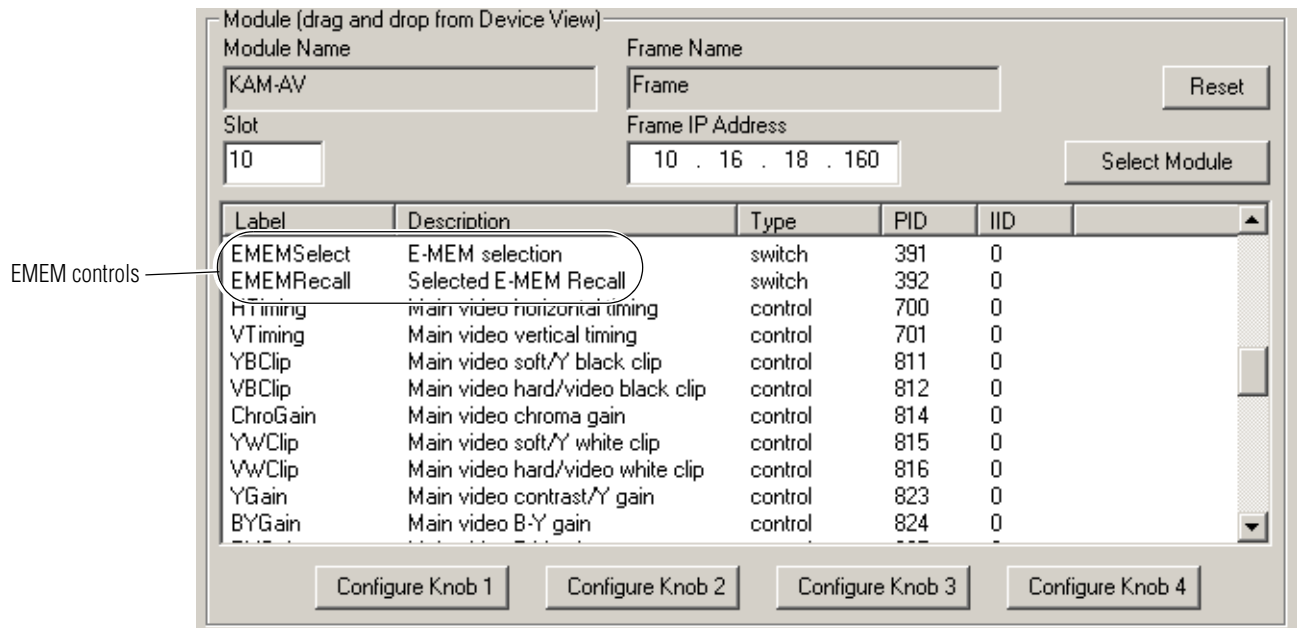 Module (drag and drop from Device View)
Module Name Frame Name
KAM-AV Frame Reset
Slot Frame IP Address
10 10 . 16 . 18 . 160 Select Module
Label Description Type PID IID
EMEM controls
EMEMSelect E-MEM selection switch 391 0
EMEMRecall Selected E-MEM Recall switch 392 0
HTiming Main video horizontal timing control 700 0
VTiming Main video vertical timing control 701 0
YBClip Main video soft/Y black clip control 811 0
VBClip Main video hard/video black clip control 812 0
ChroGain Main video chroma gain control 814 0
YWClip Main video soft/Y white clip control 815 0
VWClip Main video hard/video white clip control 816 0
YGain Main video contrast/Y gain control 823 0
BYGain Main video B-Y gain control 824 0
Configure Knob 1 Configure Knob 2 Configure Knob 3 Configure Knob 4